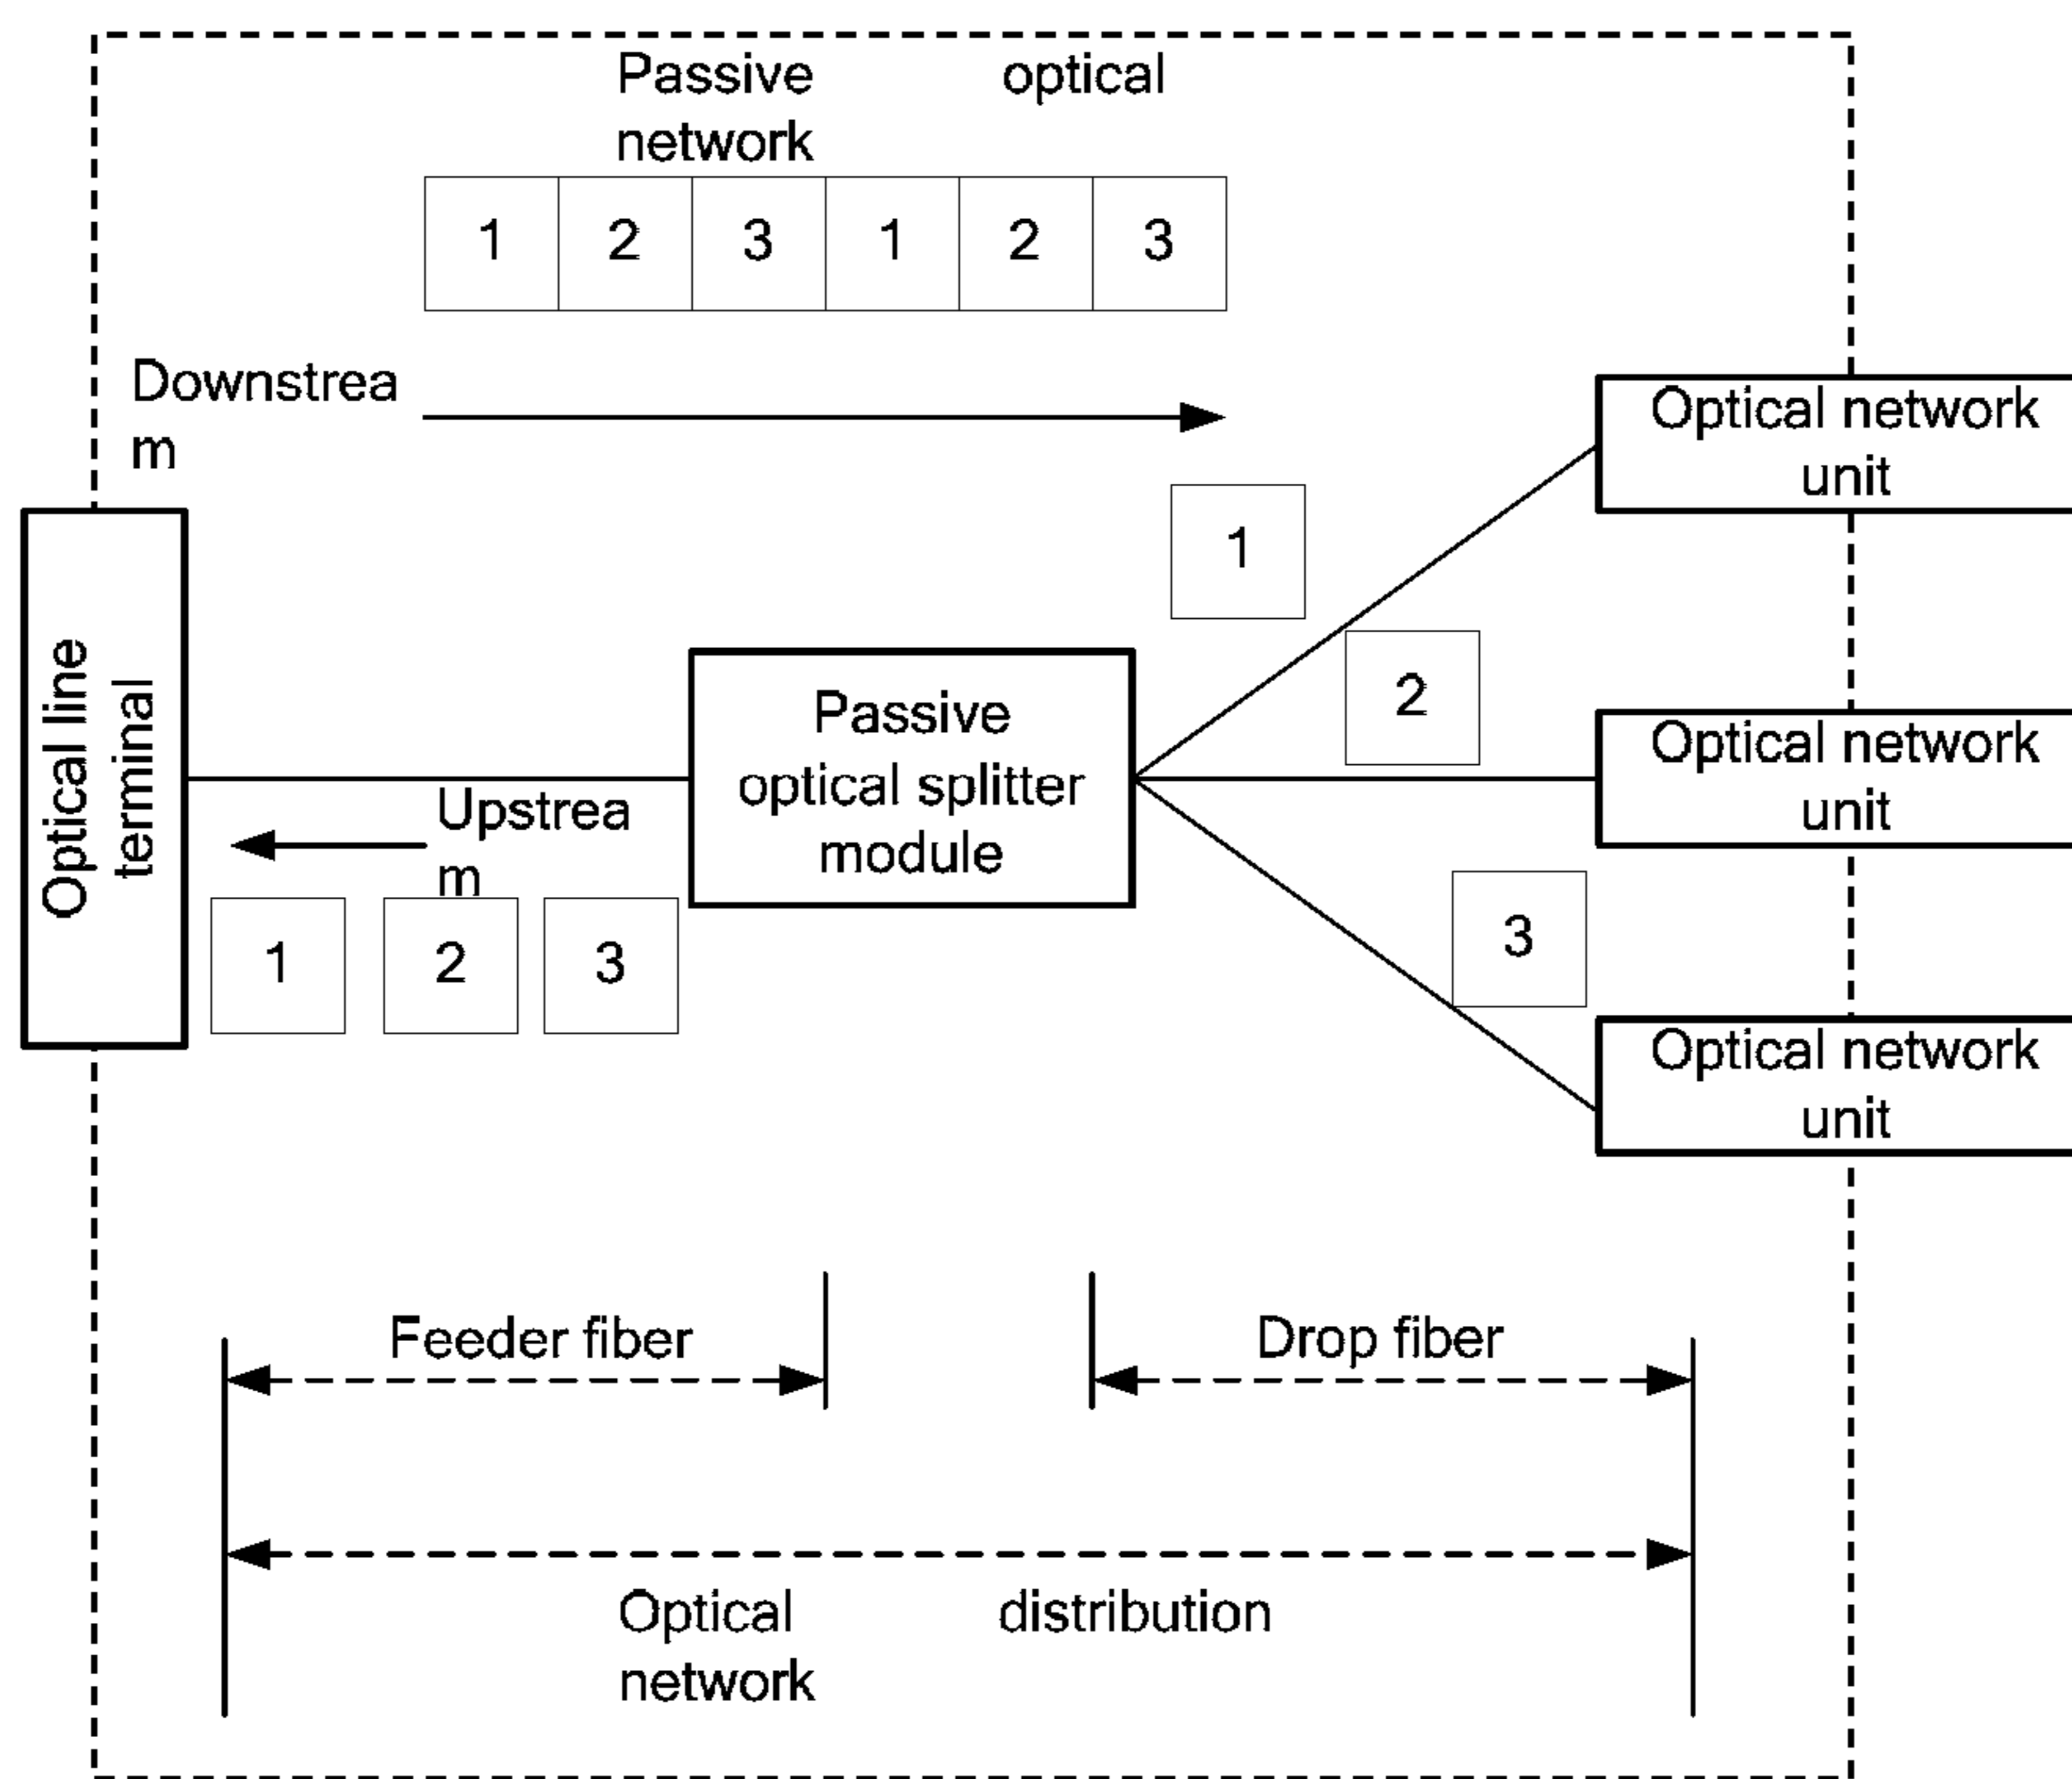 Passive optical
network
1 2 3 1 2 3
Downstrea
m
Optical network
unit
1
2
Optical network
unit
Optical line
terminal
Passive
optical splitter
module
Upstrea
m
1 2 3
3
Optical network
unit
Feeder fiber
Drop fiber
Optical distribution
network